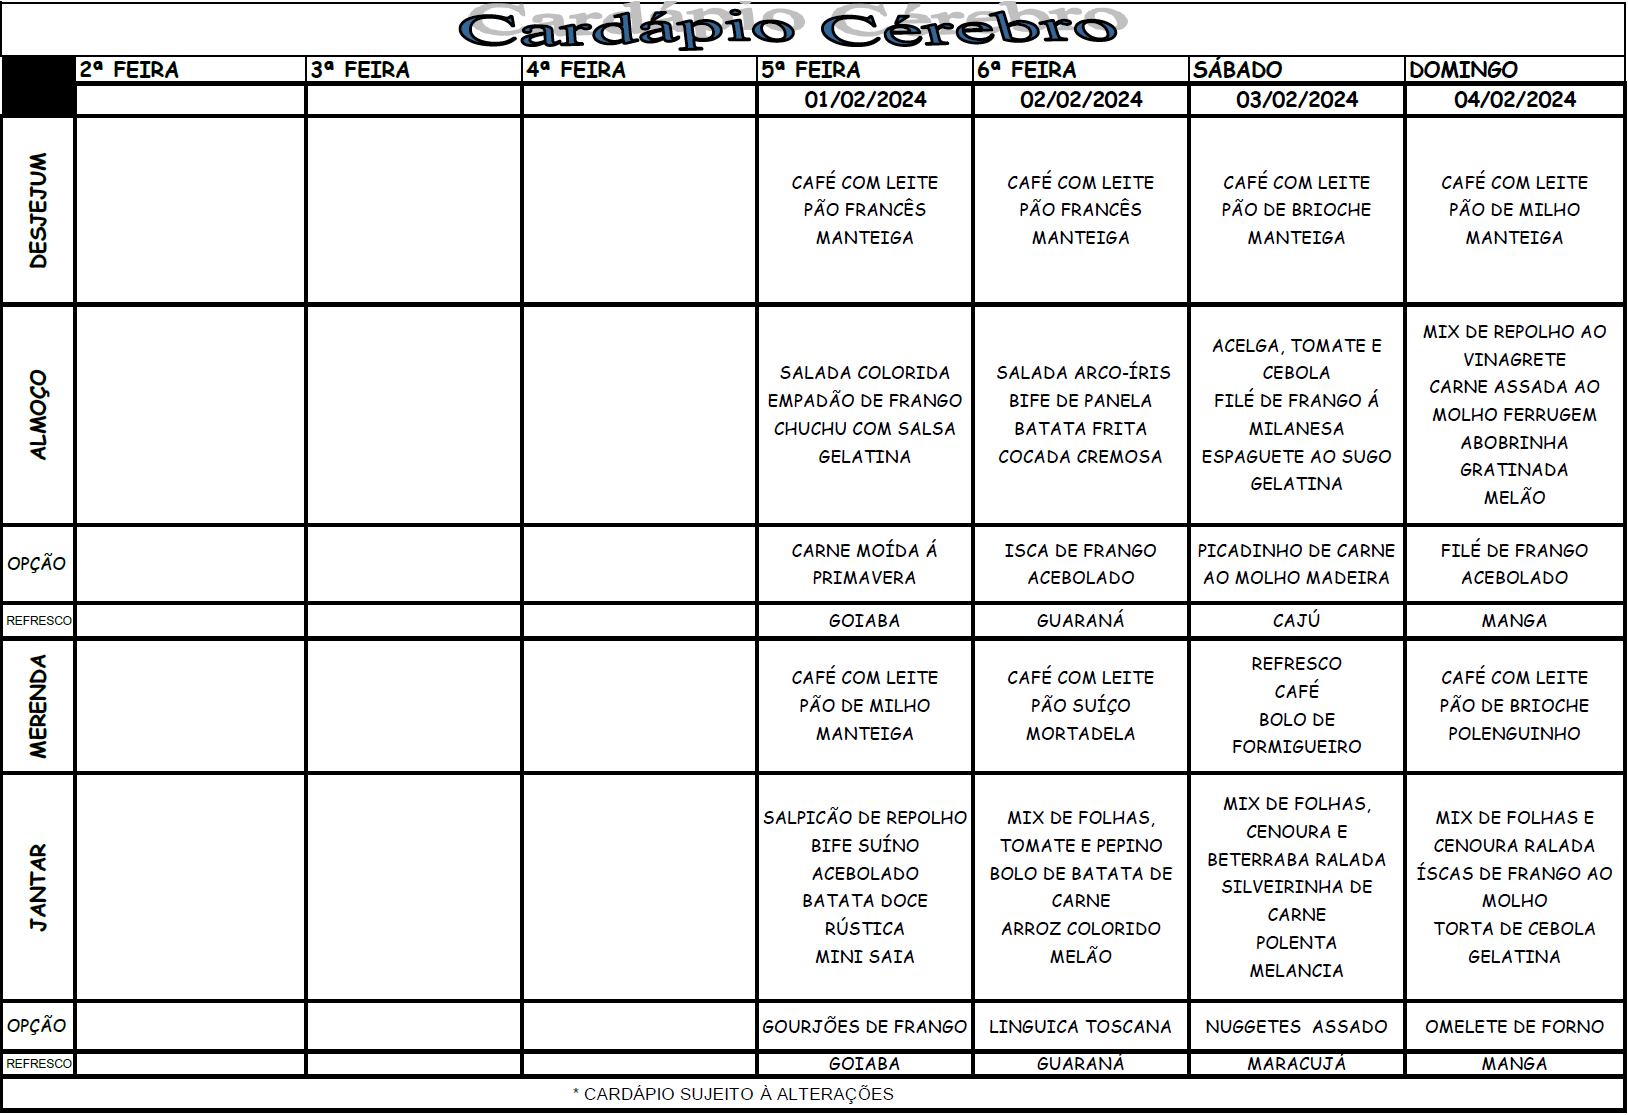 Cardápio Cérebro
2ª FEIRA
3ª FEIRA
4ª FEIRA
5ª FEIRA
6ª FEIRA
SÁBADO
DOMINGO
01/02/2024
02/02/2024
03/02/2024
04/02/2024
DESJEJUM
CAFÉ COM LEITE
PÃO FRANCÊS
MANTEIGA
CAFÉ COM LEITE
PÃO FRANCÊS
MANTEIGA
CAFÉ COM LEITE
PÃO DE BRIOCHE
MANTEIGA
CAFÉ COM LEITE
PÃO DE MILHO
MANTEIGA
ALMOÇO
SALADA COLORIDA
EMPADÃO DE FRANGO
CHUCHU COM SALSA
GELATINA
SALADA ARCO-ÍRIS
BIFE DE PANELA
BATATA FRITA
COCADA CREMOSA
ACELGA, TOMATE E
CEBOLA
FILÉ DE FRANGO Á
MILANESA
ESPAGUETE AO SUGO
GELATINA
MIX DE REPOLHO AO
VINAGRETE
CARNE ASSADA AO
MOLHO FERRUGEM
ABOBRINHA
GRATINADA
MELÃO
OPÇÃO
CARNE MOÍDA Á
PRIMAVERA
ISCA DE FRANGO
ACEBOLADO
PICADINHO DE CARNE
AO MOLHO MADEIRA
FILÉ DE FRANGO
ACEBOLADO
REFRESCO
GOIABA
GUARANÁ
CAJÚ
MANGA
MERENDA
CAFÉ COM LEITE
PÃO DE MILHO
MANTEIGA
CAFÉ COM LEITE
PÃO SUÍÇO
MORTADELA
REFRESCO
CAFÉ
BOLO DE
FORMIGUEIRO
CAFÉ COM LEITE
PÃO DE BRIOCHE
POLENGUINHO
JANTAR
SALPICÃO DE REPOLHO
BIFE SUÍNO
ACEBOLADO
BATATA DOCE
RÚSTICA
MINI SAIA
MIX DE FOLHAS,
TOMATE E PEPINO
BOLO DE BATATA DE
CARNE
ARROZ COLORIDO
MELÃO
MIX DE FOLHAS,
CENOURA E
BETERRABA RALADA
SILVEIRINHA DE
CARNE
POLENTA
MELANCIA
MIX DE FOLHAS E
CENOURA RALADA
ÍSCAS DE FRANGO AO
MOLHO
TORTA DE CEBOLA
GELATINA
OPÇÃO
GOURJÕES DE FRANGO
LINGUICA TOSCANA
NUGGETES ASSADO
OMELETE DE FORNO
REFRESCO
GOIABA
GUARANÁ
MARACUJÁ
MANGA
* CARDÁPIO SUJEITO À ALTERAÇÕES